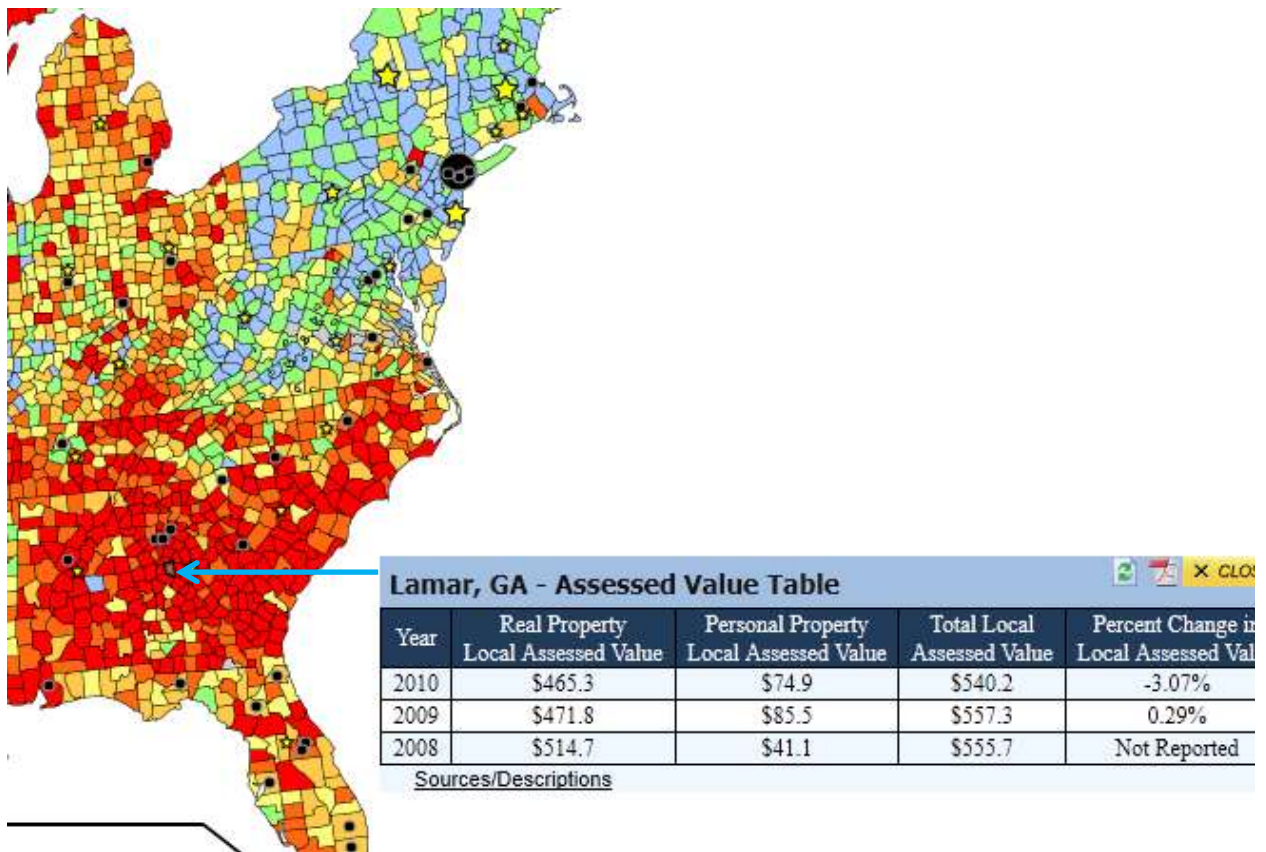 Lamar, GA - Assessed Value Table
× CLOS
Year Real Property Local Assessed Value Personal Property Local Assessed Value Total Local Assessed Value Percent Change in Local Assessed Val
2010 $465.3 $74.9 $540.2 -3.07%
2009 $471.8 $85.5 $557.3 0.29%
2008 $514.7 $41.1 $555.7 Not Reported
Sources/Descriptions